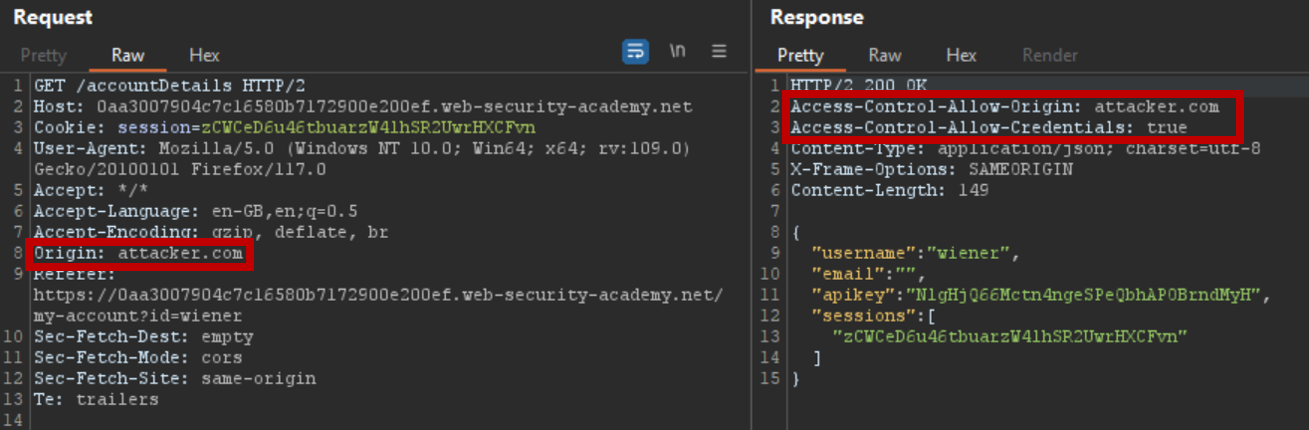 Request
Pretty Raw Hex
\n
1 GET /accountDetails HTTP/2
2 Host: 0aa3007904c7c16580b7172900e200ef.web-security-academy.net
3 Cookie: session=zCWCeD6u46tbuarzW4lhSR2UwrHXCFvn
4 User-Agent: Mozilla/5.0 (Windows NT 10.0; Win64; x64; rv:109.0)
Gecko/20100101 Firefox/117.0
5 Accept: */*
6 Accept-Language: en-GB,en;q=0.5
7 Accept-Encoding: gzip, deflate, br
8 Origin: attacker.com
9 Referer:
https://0aa3007904c7c16580b7172900e200ef.web-security-academy.net/
my-account?id=wiener
10 Sec-Fetch-Dest: empty
11 Sec-Fetch-Mode: cors
12 Sec-Fetch-Site: same-origin
13 Te: trailers
14
Response
Pretty Raw Hex Render
1 HTTP/2 200 OK
2 Access-Control-Allow-Origin: attacker.com
3 Access-Control-Allow-Credentials: true
4 Content-Type: application/json; charset=utf-8
5 X-Frame-Options: SAMEORIGIN
6 Content-Length: 149
7
8 {
9 "username":"wiener",
10 "email":"",
11 "apikey":"NlgHjQ66Mctn4ngeSPeQbhAP0BrndMyH",
12 "sessions":[
13 "zCWCeD6u46tbuarzW4lhSR2UwrHXCFvn"
14 ]
15 }